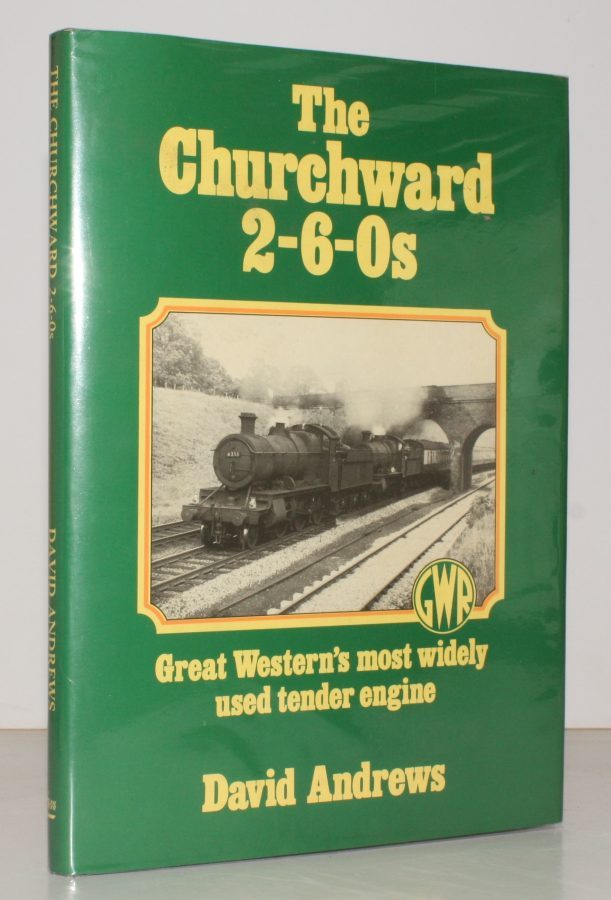 The
Churchward
2-6-0s
GWR
Great Western's most widely
used tender engine
David Andrews
THE CHURCHWARD 2-6-0s
DAVID ANDREWS